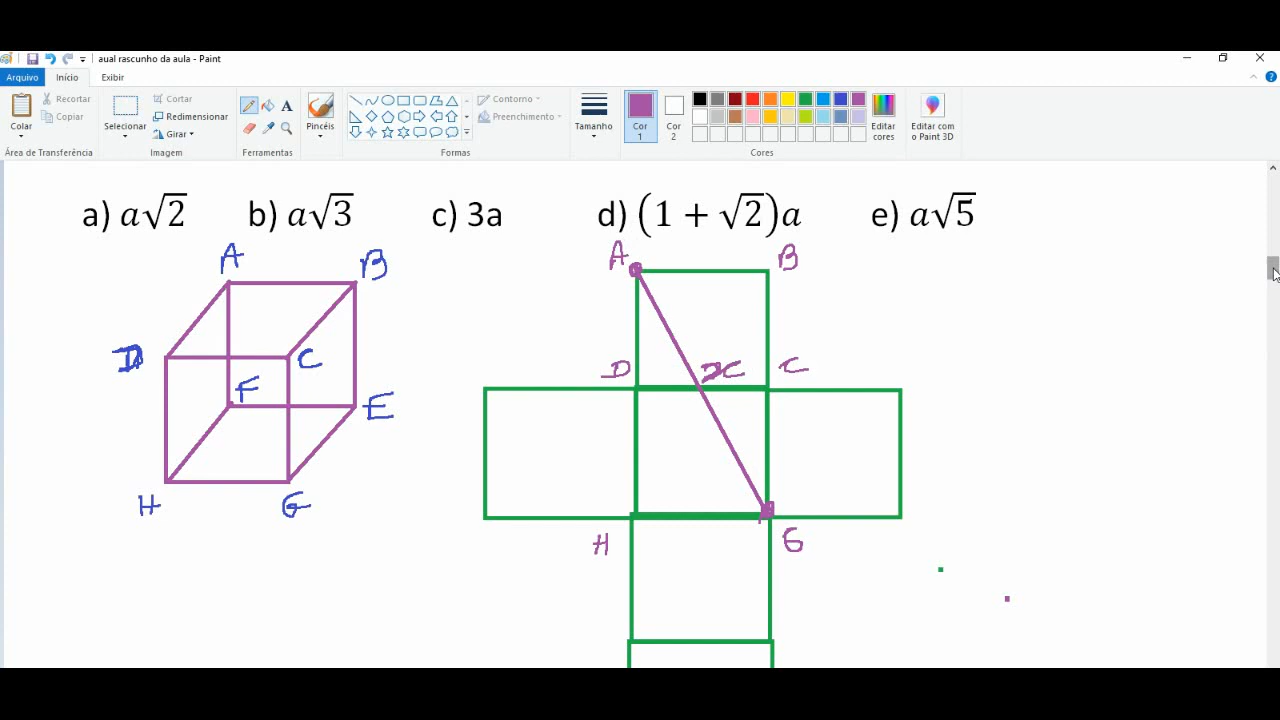 aual rascunho da aula - Paint
Arquivo Início Exibir
Colar
Recortar
Copiar
Área de Transferência
Selecionar
Cortar
Redimensionar
Girar
Imagem
A
Ferramentas
Pincéis
Contorno
Preenchimento
Formas
Tamanho
Cor 1
Cor 2
Editar cores
Cores
Editar com o Paint 3D
a) a√2 b) a√3 c) 3a d) (1 + √2)a e) a√5
A B
D C
F E
H G
A B
D C
H G